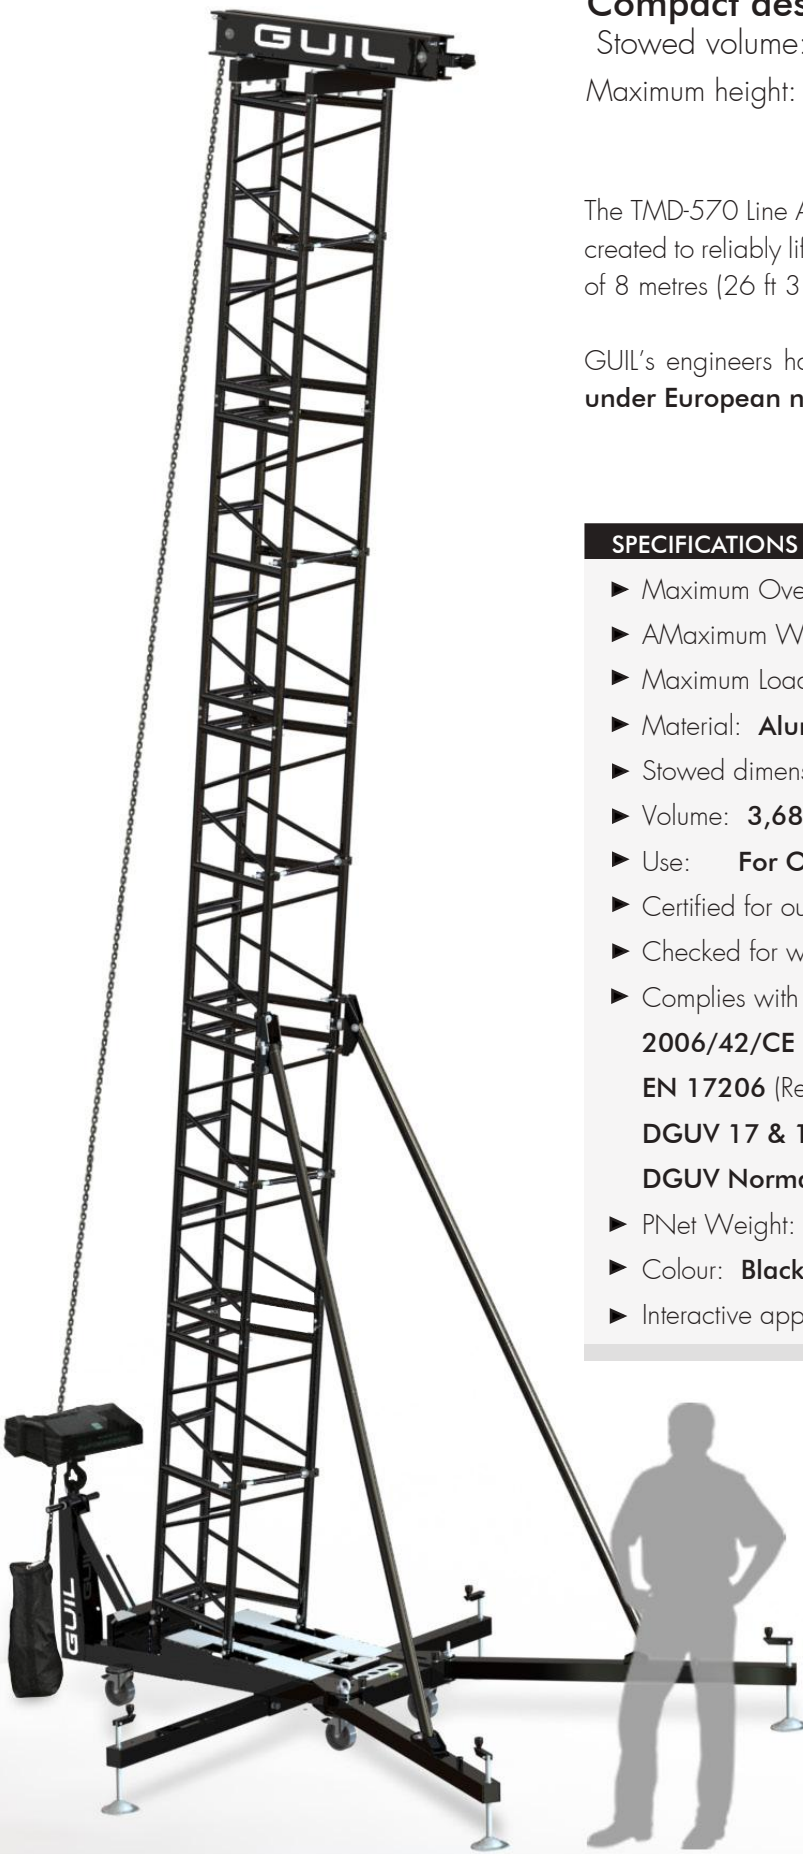 GUIL
Compact des
Stowed volume:
Maximum height:
The TMD-570 Line A
created to reliably lif
of 8 metres (26 ft 3
GUIL's engineers ha
under European n
SPECIFICATIONS
► Maximum Ove
► AMaximum W
► Maximum Load
► Material: Alur
► Stowed dimens
► Volume: 3,68
► Use: For O
► Certified for ou
► Checked for w
► Complies with
2006/42/CE
EN 17206 (Re
DGUV 17 & 1
DGUV Norma
► PNet Weight:
► Colour: Black
► Interactive app
GUIL
GUIL